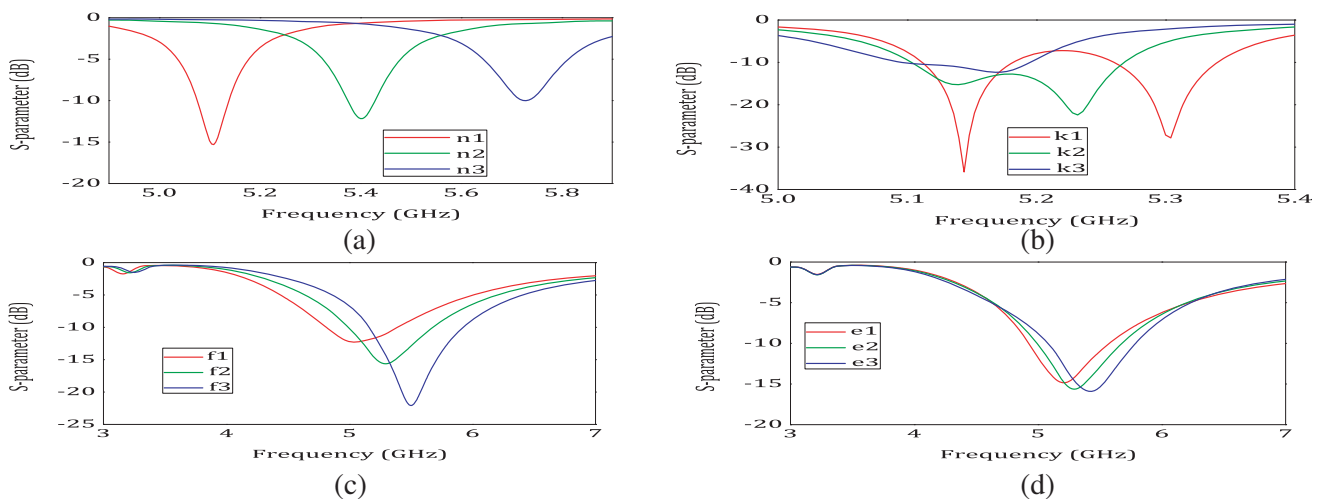 0
-5
-10
-15
-20
S-parameter (dB)
n1
n2
n3
5.0 5.2 5.4 5.6 5.8
Frequency (GHz)
(a)
0
-10
-20
-30
-40
S-parameter (dB)
k1
k2
k3
5.0 5.1 5.2 5.3 5.4
Frequency (GHz)
(b)
0
-5
-10
-15
-20
-25
S-parameter (dB)
f1
f2
f3
3 4 5 6 7
Frequency (GHz)
(c)
0
-5
-10
-15
-20
S-parameter (dB)
e1
e2
e3
3 4 5 6 7
Frequency (GHz)
(d)